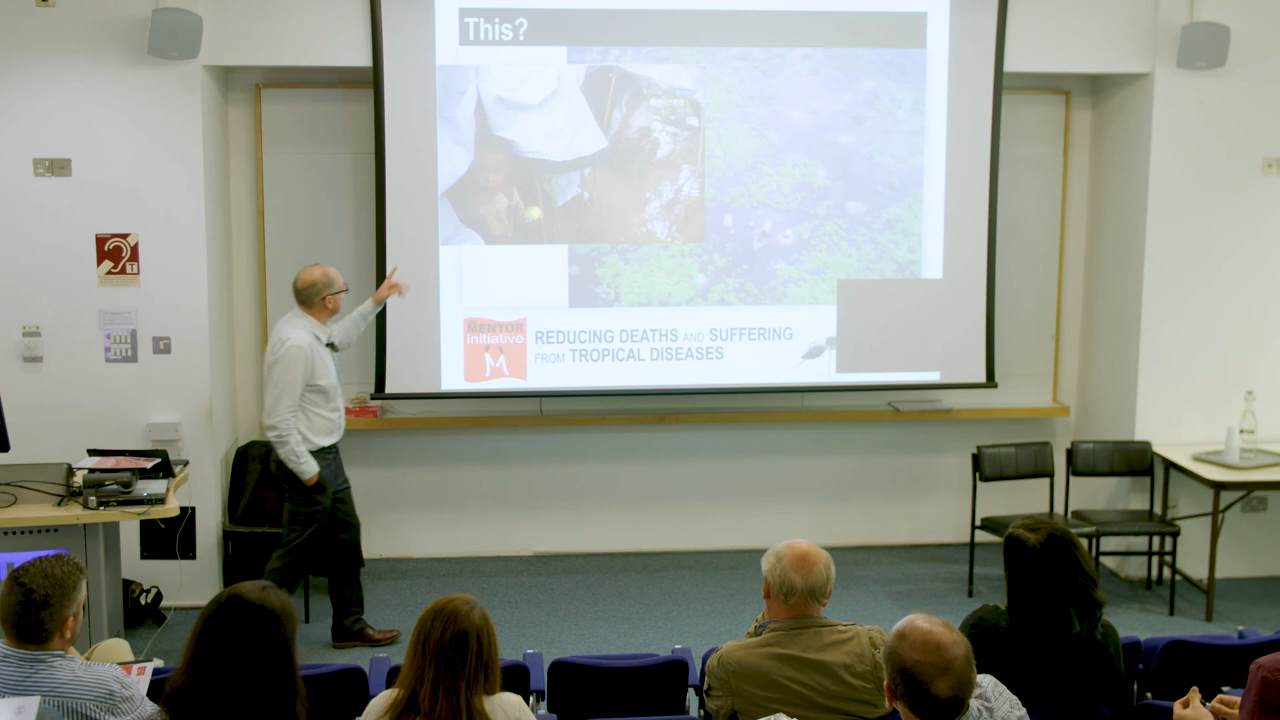 This?
MENTOR
initiative
REDUCING DEATHS AND SUFFERING
FROM TROPICAL DISEASES
T